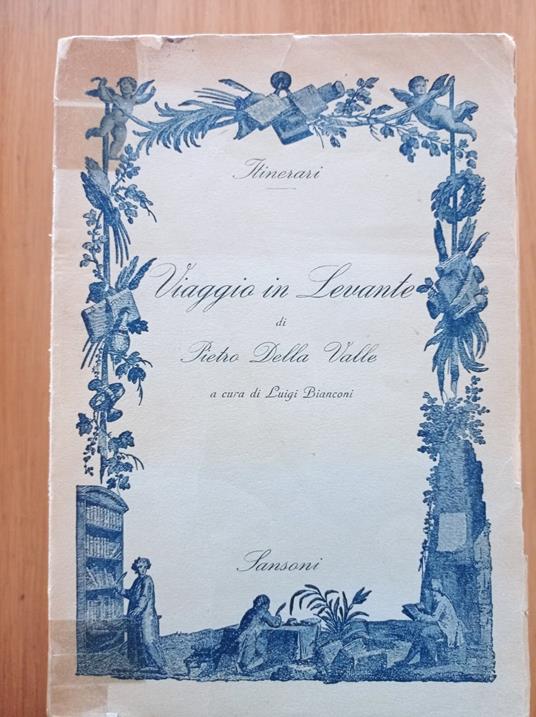 Itinerari
Viaggio in Levante
di
Pietro Della Valle
a cura di Luigi Bianconi
Sansoni